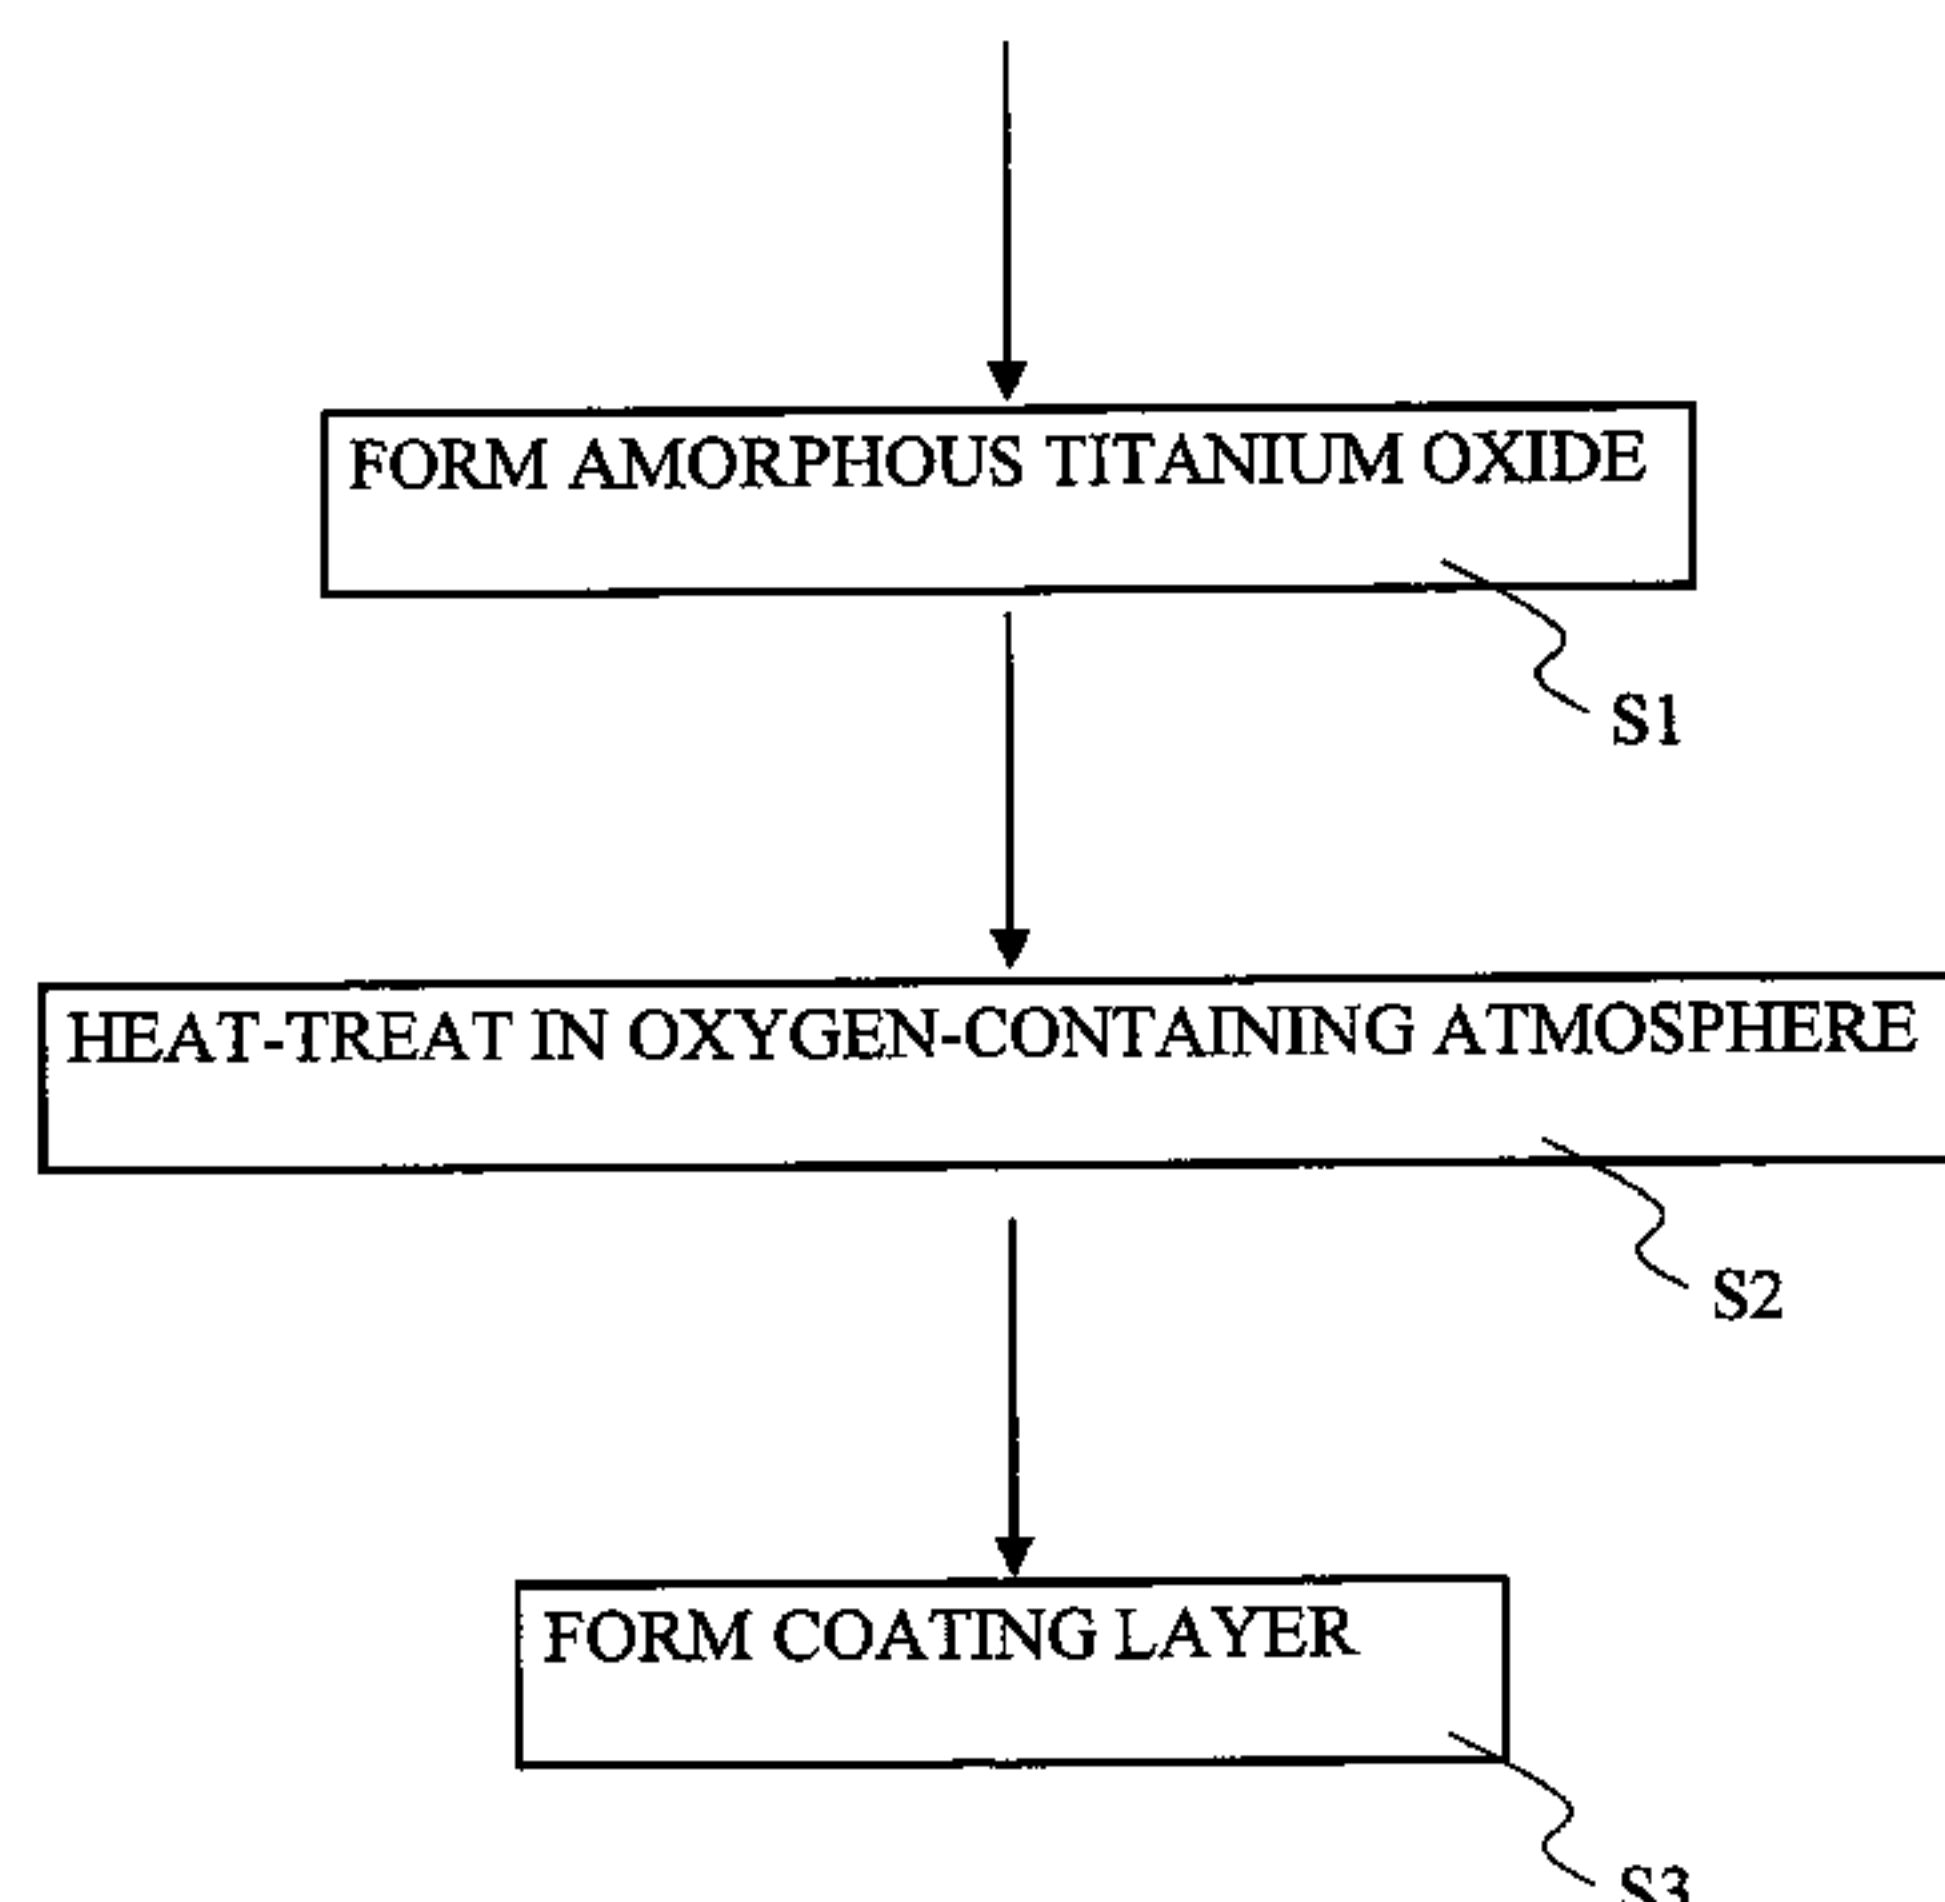 FORM AMORPHOUS TITANIUM OXIDE
S1
HEAT-TREAT IN OXYGEN-CONTAINING ATMOSPHERE
S2
FORM COATING LAYER
S3